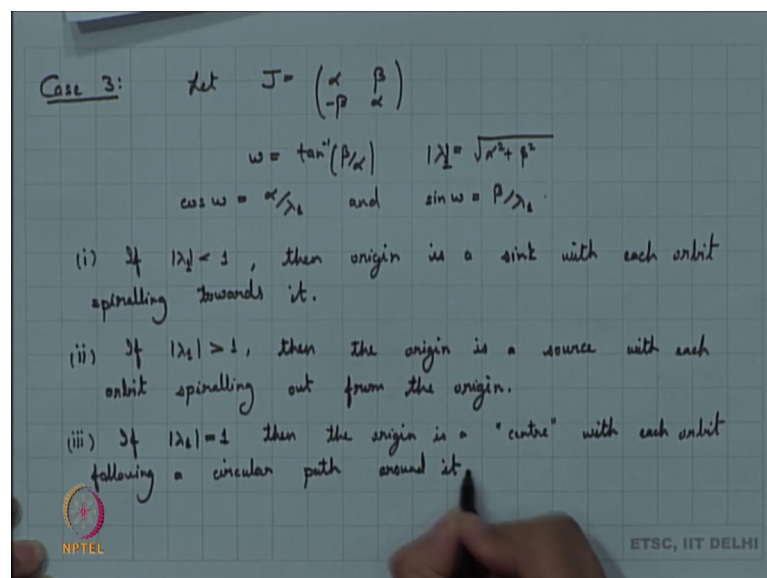 Case 3: Let J = ( α β
-β α )
ω = tan⁻¹(β/α) |λ₁| = √α² + β²
cos ω = α/λ₁ and sin ω = β/λ₁ .
(i) If |λ₁| < 1 , then origin is a sink with each orbit
spiralling towards it.
(ii) If |λ₁| > 1, then the origin is a source with each
orbit spiralling out from the origin.
(iii) If |λ₁| = 1 then the origin is a "centre" with each orbit
following a circular path around it
NPTEL
ETSC, IIT DELHI